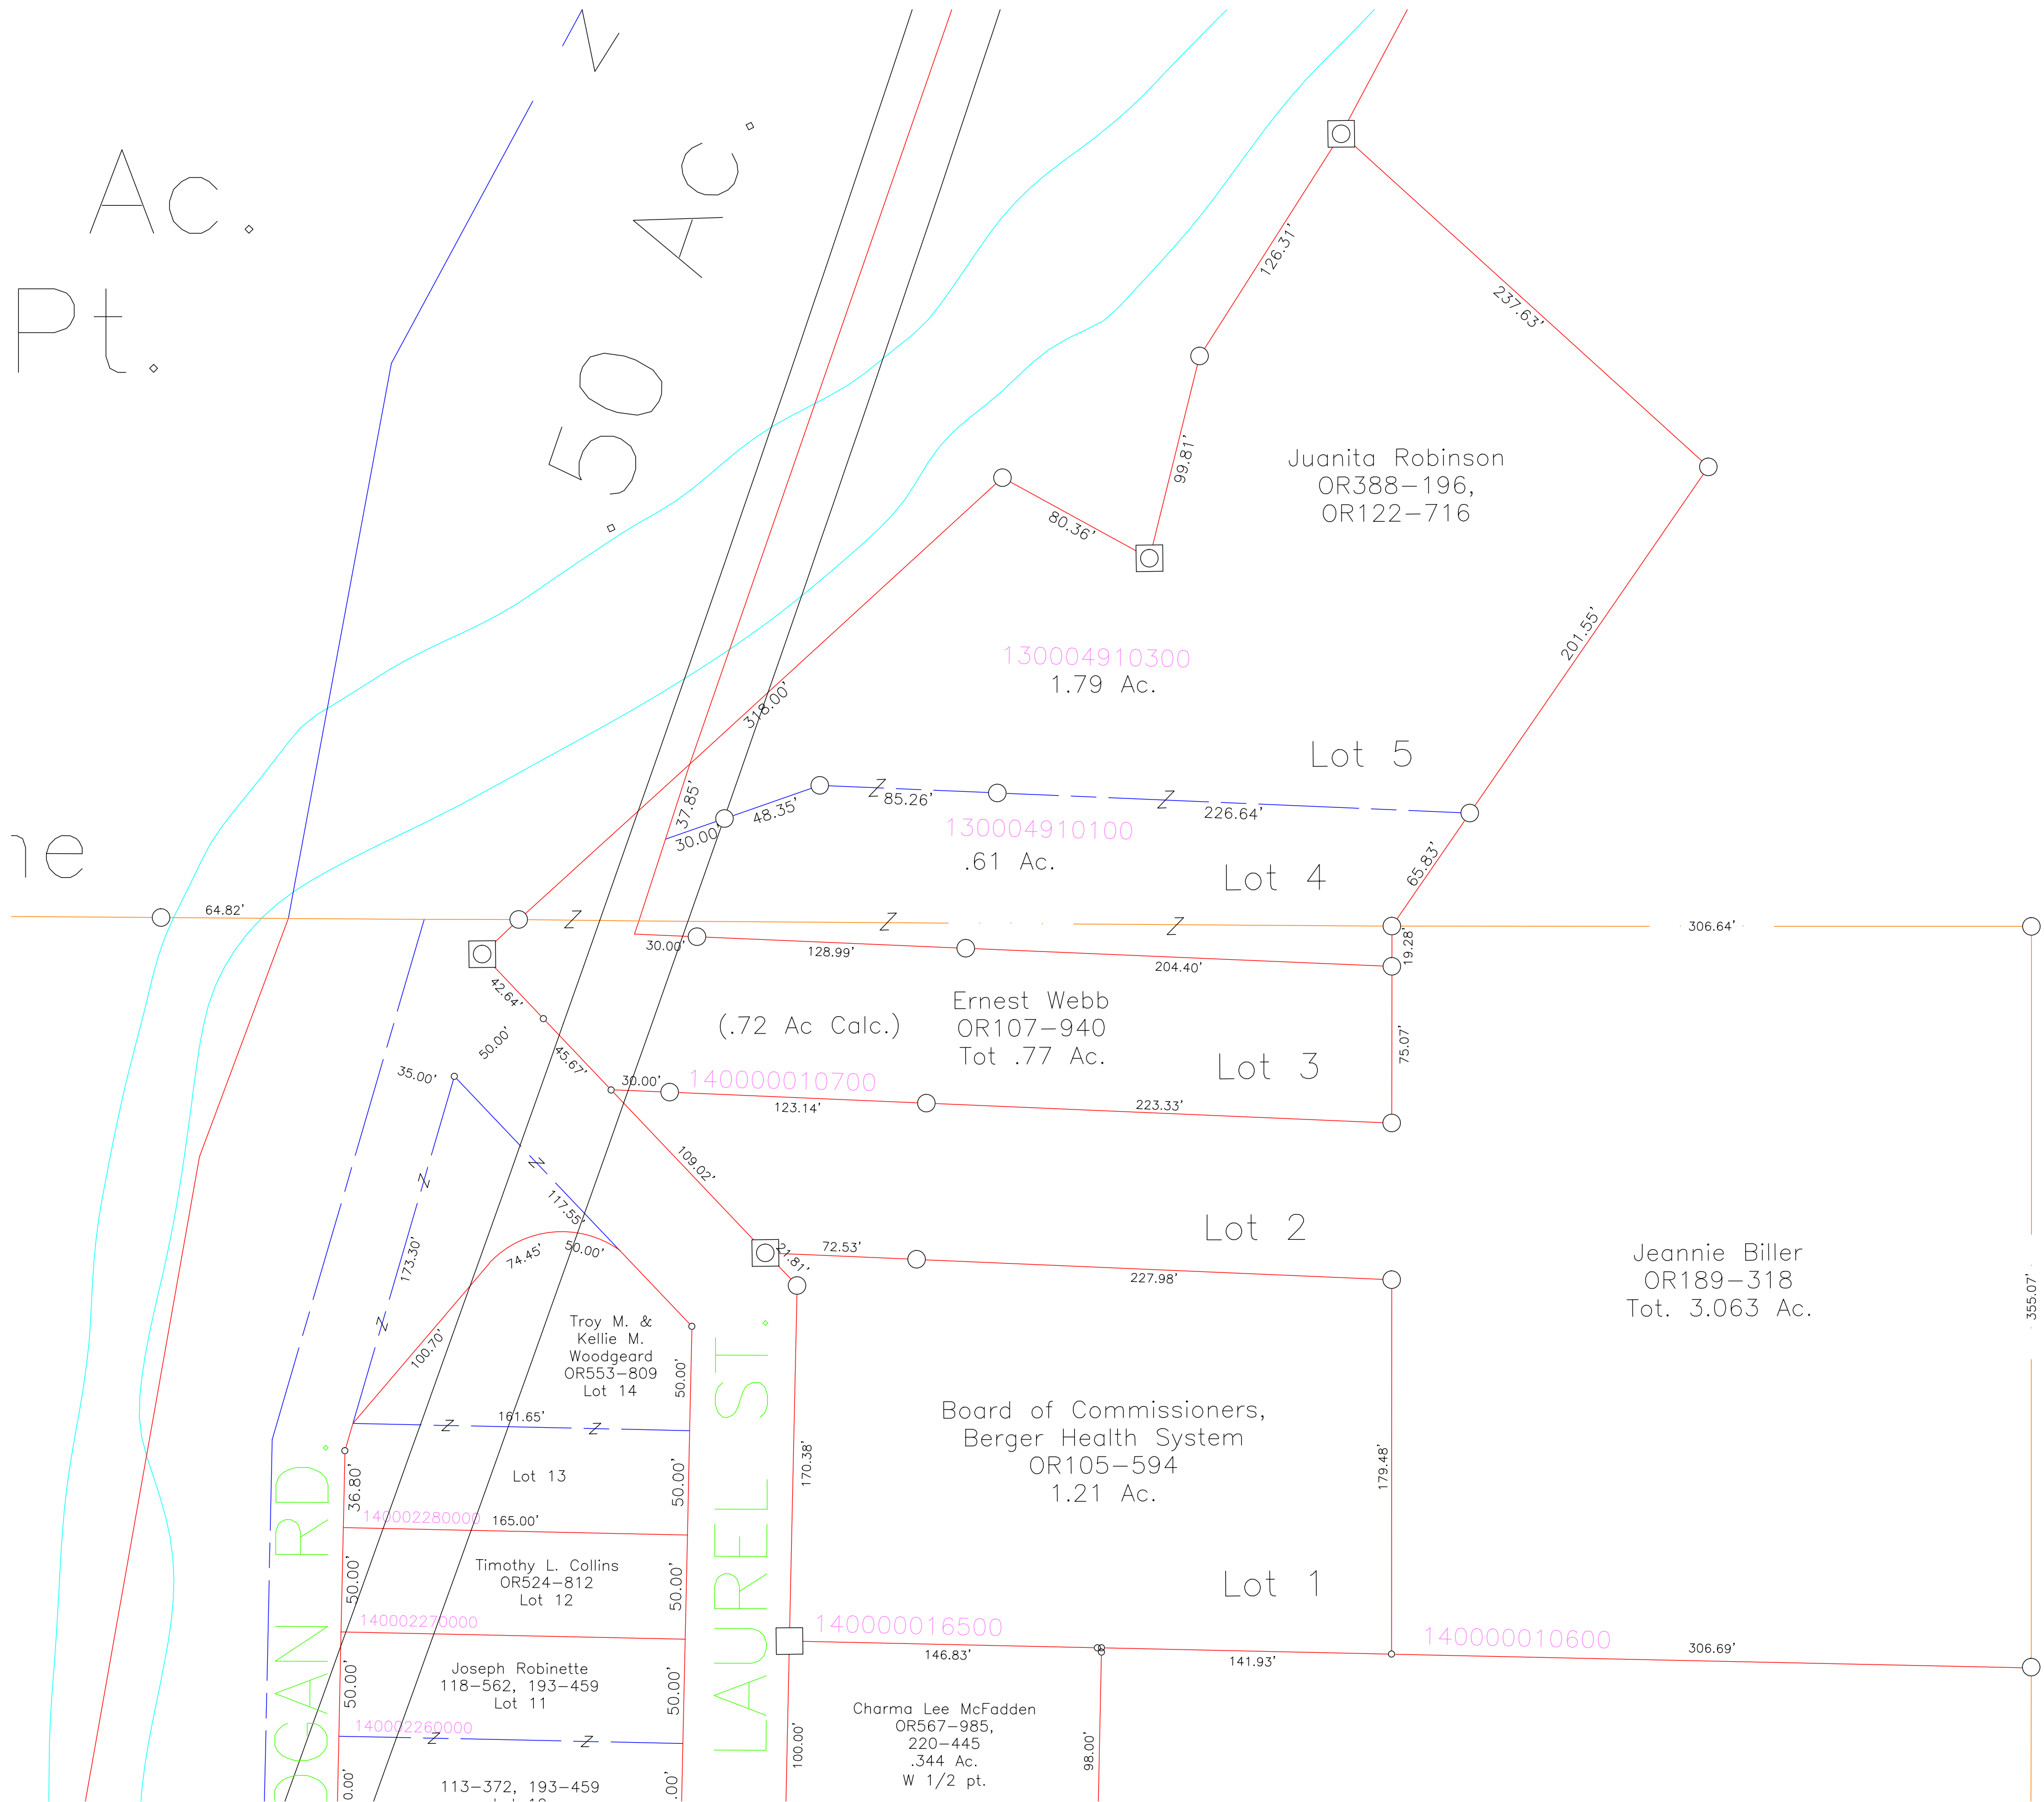 Ac.
Pt.
.50 Ac.
126.31'
237.63'
99.81'
80.36'
Juanita Robinson
OR388-196,
OR122-716
201.55'
318.00'
130004910300
1.79 Ac.
Lot 5
37.85'
30.00'
48.35'
85.26'
226.64'
130004910100
.61 Ac.
Lot 4
65.83'
64.82'
306.64'
19.28'
30.00'
128.99'
204.40'
42.64'
50.00'
45.67'
35.00'
(.72 Ac Calc.)
Ernest Webb
OR107-940
Tot .77 Ac.
Lot 3
75.07'
30.00'
140000010700
123.14'
223.33'
109.02'
117.55'
173.30'
74.45'
50.00'
21.81'
72.53'
227.98'
Lot 2
Jeannie Biller
OR189-318
Tot. 3.063 Ac.
355.07'
100.70'
Troy M. &
Kellie M.
Woodgeard
OR553-809
Lot 14
50.00'
161.65'
Board of Commissioners,
Berger Health System
OR105-594
1.21 Ac.
170.38'
179.48'
Lot 13
36.80'
50.00'
140002280000
165.00'
Timothy L. Collins
OR524-812
Lot 12
50.00'
50.00'
LAUREL ST.
Lot 1
140002270000
140000016500
146.83'
141.93'
140000010600
306.69'
Joseph Robinette
118-562, 193-459
Lot 11
50.00'
50.00'
140002260000
RD.
Charma Lee McFadden
OR567-985,
220-445
.344 Ac.
W 1/2 pt.
100.00'
98.00'
113-372, 193-459